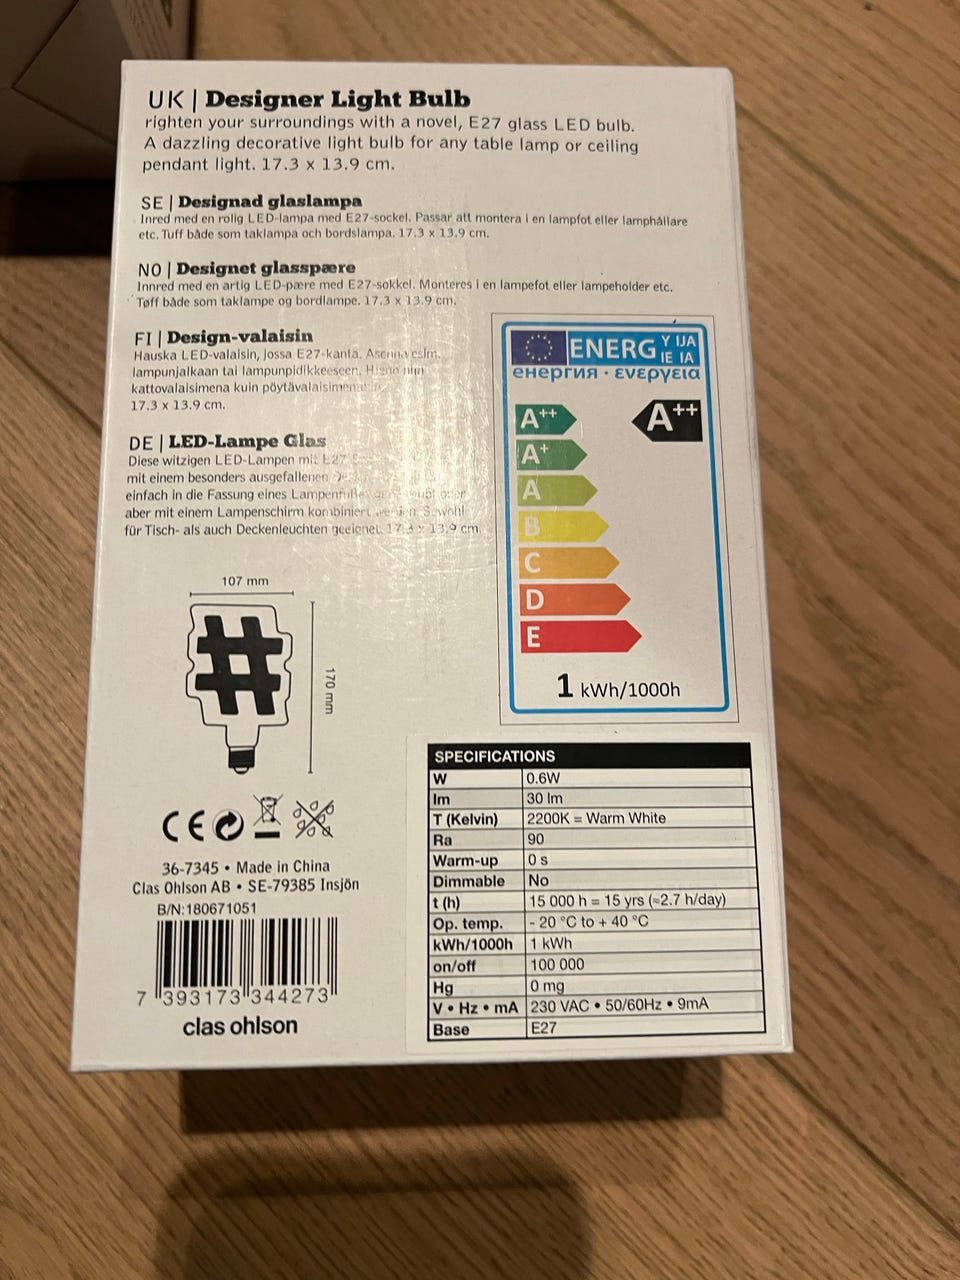 UK | Designer Light Bulb
righten your surroundings with a novel, E27 glass LED bulb.
A dazzling decorative light bulb for any table lamp or ceiling
pendant light. 17.3 x 13.9 cm.
SE | Designad glaslampa
Inred med en rolig LED-lampa med E27-sockel. Passar att montera i en lampfot eller lamphållare
etc. Tuff både som taklampa och bordslampa. 17.3 x 13.9 cm.
NO | Designet glasspære
Innred med en artig LED-pære med E27-sokkel. Monteres i en lampefot eller lampeholder etc.
Tøff både som taklampe og bordlampe. 17.3 x 13.9 cm.
FI | Design-valaisin
Hauska LED-valaisin, jossa E27-kanta. Asenna esim.
lampunjalkaan tai lampunpidikkeeseen.
kattovalaisimena kuin pöytävalaisimena
17.3 x 13.9 cm.
DE | LED-Lampe Glas
Diese witzigen LED-Lampen mit E27
mit einem besonders ausgefallenen
einfach in die Fassung eines Lampenfußes oder
aber mit einem Lampenschirm kombiniert werden. Sowohl
für Tisch- als auch Deckenleuchten geeignet. 17.3 x 13.9 cm.
ENERG Y IJA
IE IA
енергия · ενεργεια
A++
A++
A+
A
B
C
D
E
1 kWh/1000h
107 mm
170 mm
CE
36-7345 • Made in China
Clas Ohlson AB • SE-79385 Insjön
B/N:180671051
7 393173 344273
clas ohlson
SPECIFICATIONS
W 0.6W
lm 30 lm
T (Kelvin) 2200K = Warm White
Ra 90
Warm-up 0 s
Dimmable No
t (h) 15 000 h = 15 yrs (≈2.7 h/day)
Op. temp. - 20 °C to + 40 °C
kWh/1000h 1 kWh
on/off 100 000
Hg 0 mg
V • Hz • mA 230 VAC • 50/60Hz • 9mA
Base E27